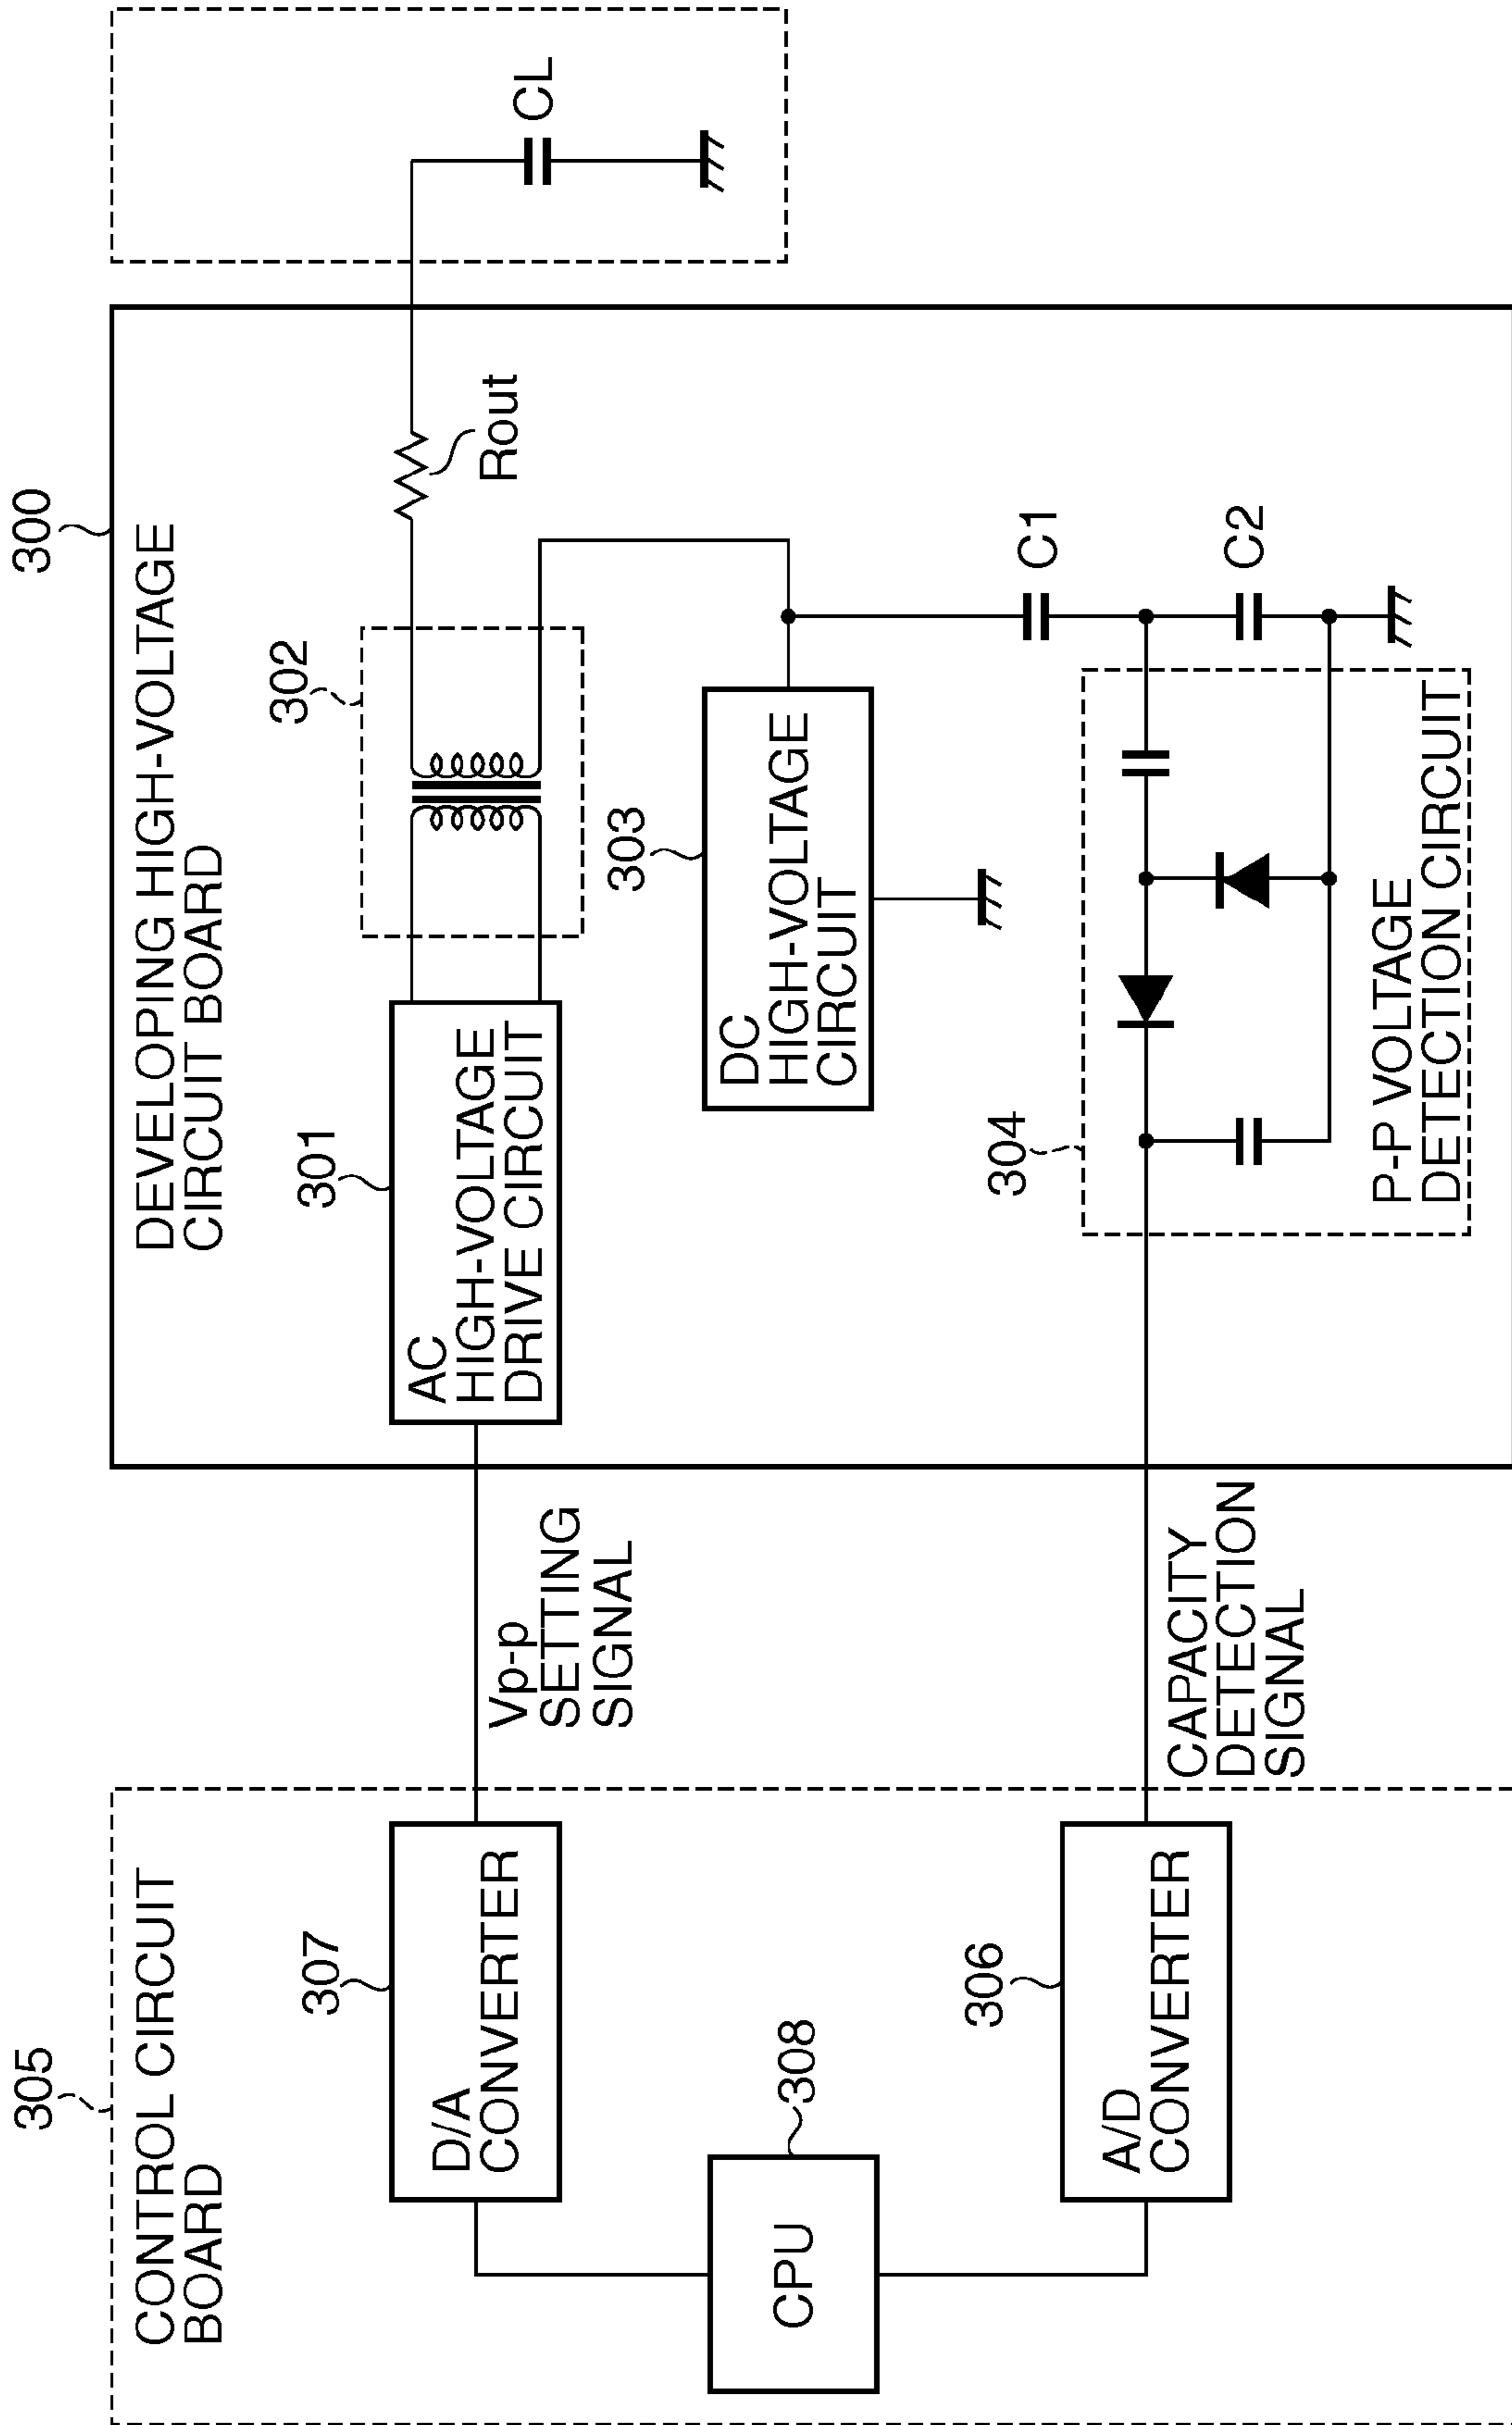 305
CONTROL CIRCUIT
BOARD
307
D/A
CONVERTER
308
CPU
306
A/D
CONVERTER
Vp-p
SETTING
SIGNAL
CAPACITY
DETECTION
SIGNAL
300
DEVELOPING HIGH-VOLTAGE
CIRCUIT BOARD
301
AC
HIGH-VOLTAGE
DRIVE CIRCUIT
302
Rout
303
DC
HIGH-VOLTAGE
CIRCUIT
C1
C2
304
P-P VOLTAGE
DETECTION CIRCUIT
CL